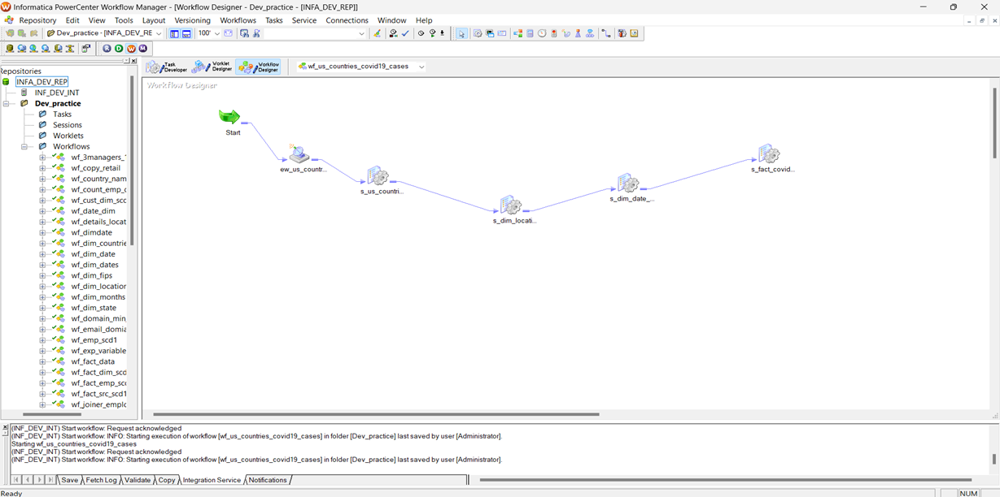 Informatica PowerCenter Workflow Manager - [Workflow Designer - Dev_practice - [INFA_DEV_REP]]
Repository Edit View Tools Layout Versioning Workflows Tasks Service Connections Window Help
Dev_practice - [INFA_DEV_RE
100%
R D W M
Task Developer
Worklet Designer
Workflow Designer
wf_us_countries_covid19_cases
Repositories
INFA_DEV_REP
INF_DEV_INT
Dev_practice
Tasks
Sessions
Worklets
Workflows
wf_3managers_
wf_copy_retail
wf_country_nam
wf_count_emp_
wf_cust_dim_scd
wf_date_dim
wf_details_locat
wf_dimdate
wf_dim_countrie
wf_dim_date
wf_dim_dates
wf_dim_fips
wf_dim_location
wf_dim_months
wf_dim_state
wf_domain_min
wf_email_domia
wf_emp_scd1
wf_exp_variable
wf_fact_data
wf_fact_dim_scd
wf_fact_emp_sc
wf_fact_src_scd1
wf_joiner_emplo
Workflow Designer
Start
ew_us_countr...
s_us_countri...
s_dim_locati...
s_dim_date_...
s_fact_covid...
(INF_DEV_INT) Start workflow: Request acknowledged
(INF_DEV_INT) Start workflow: INFO: Starting execution of workflow [wf_us_countries_covid19_cases] in folder [Dev_practice] last saved by user [Administrator].
Starting wf_us_countries_covid19_cases
(INF_DEV_INT) Start workflow: Request acknowledged
(INF_DEV_INT) Start workflow: INFO: Starting execution of workflow [wf_us_countries_covid19_cases] in folder [Dev_practice] last saved by user [Administrator].
Save Fetch Log Validate Copy Integration Service Notifications
Ready
NUM